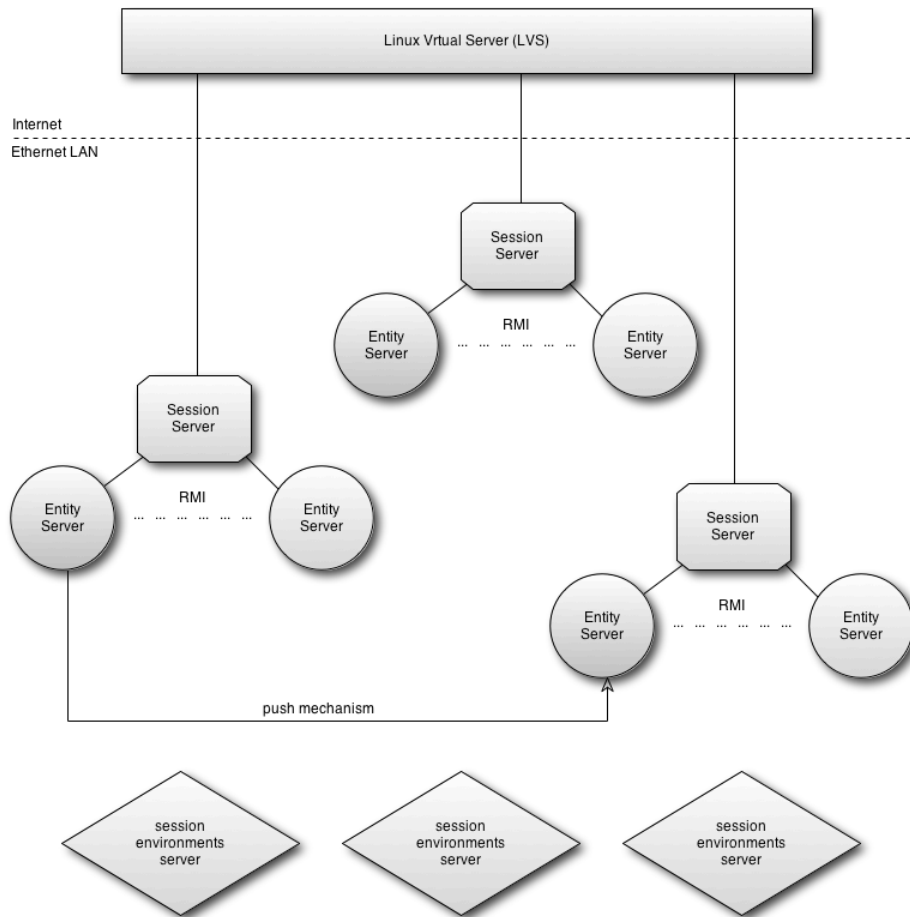 Linux Vrtual Server (LVS)
Internet
Ethernet LAN
Session
Server
Entity
Server
RMI
... ... ... ... ... ...
Entity
Server
Session
Server
Entity
Server
RMI
... ... ... ... ... ...
Entity
Server
Session
Server
Entity
Server
RMI
... ... ... ... ... ...
Entity
Server
push mechanism
session
environments
server
session
environments
server
session
environments
server